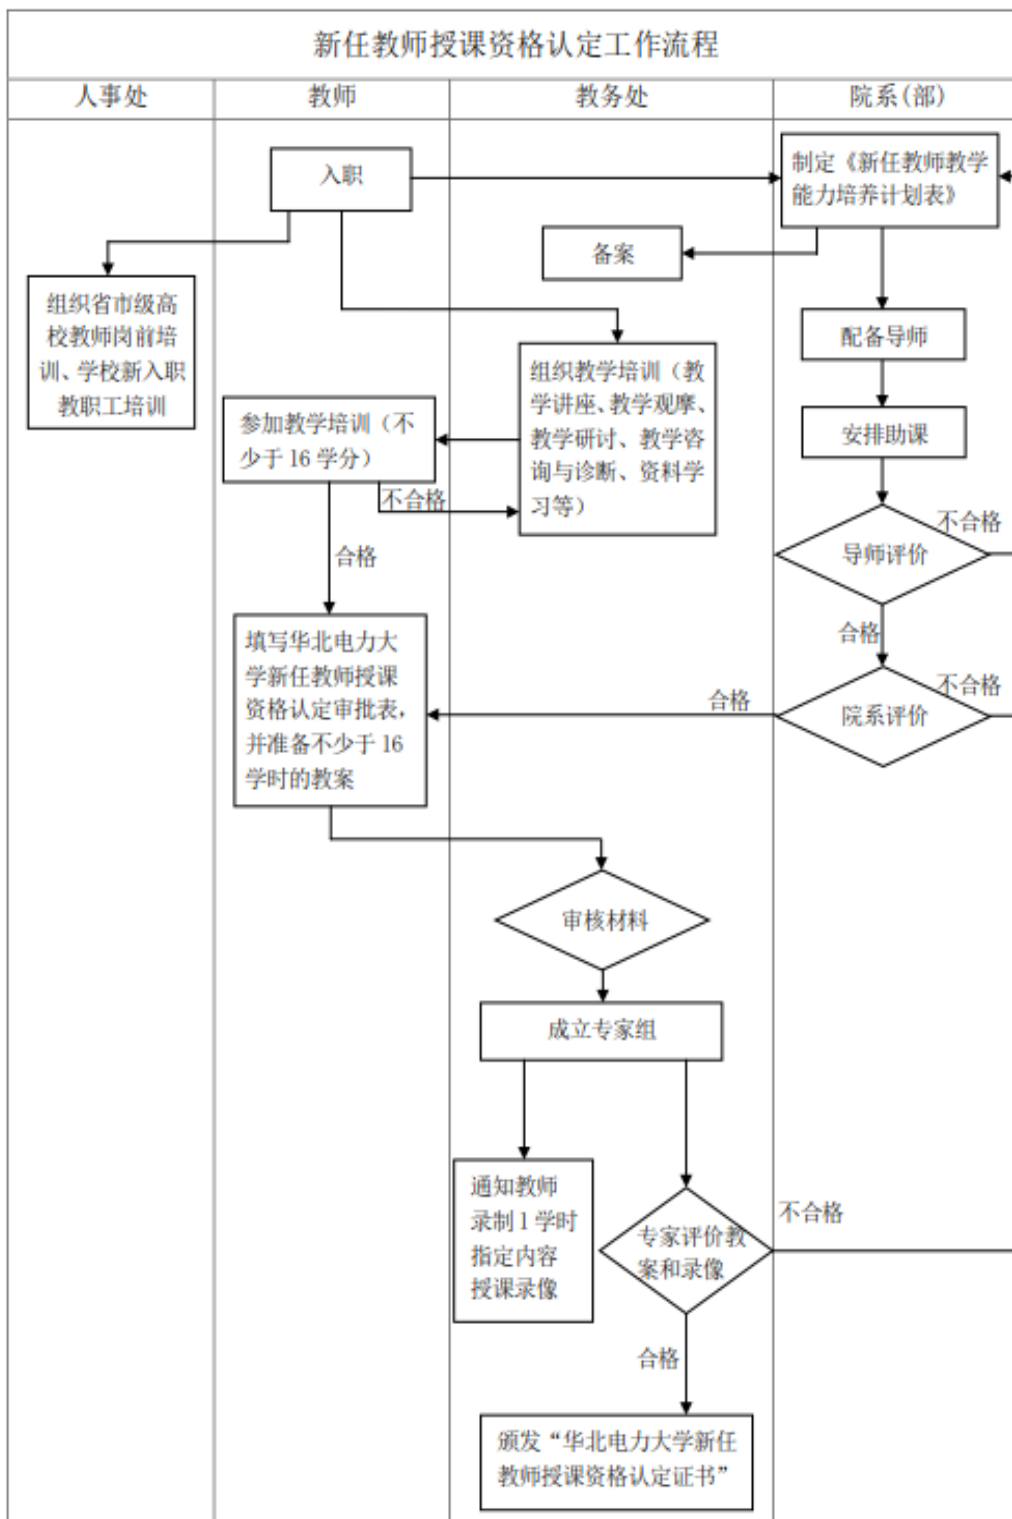 新任教师授课资格认定工作流程
人事处
教师
教务处
院系(部)
入职
制定《新任教师教学
能力培养计划表》
备案
组织省市级高
校教师岗前培
训、学校新入职
教职工培训
配备导师
组织教学培训（教
学讲座、教学观摩、
教学研讨、教学咨
询与诊断、资料学
习等）
参加教学培训（不
少于 16 学分）
安排助课
不合格
不合格
导师评价
合格
合格
填写华北电力大
学新任教师授课
资格认定审批表，
并准备不少于 16
学时的教案
不合格
合格
院系评价
审核材料
成立专家组
通知教师
录制 1 学时
指定内容
授课录像
专家评价教
案和录像
不合格
合格
颁发“华北电力大学新任
教师授课资格认定证书”